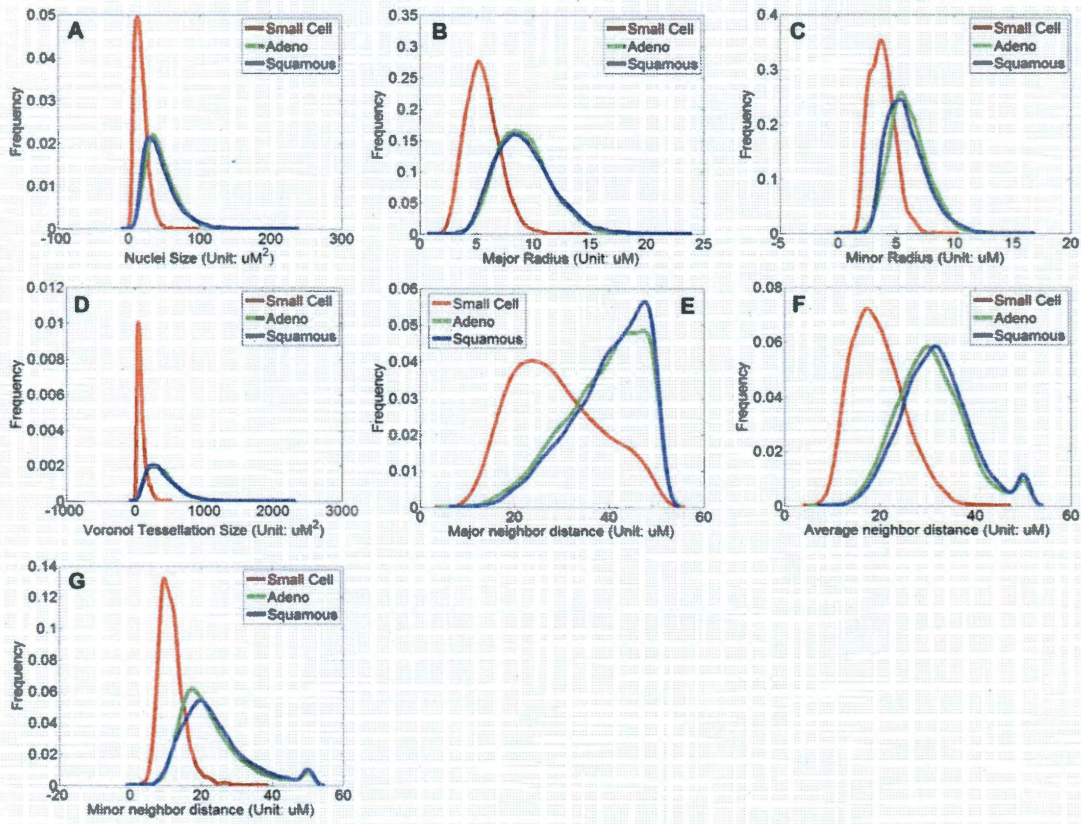 A
Small Cell
Adeno
Squamous
Frequency
0.05
0.04
0.03
0.02
0.01
0
-100
0
100
200
300
Nuclei Size (Unit: uM²)
B
Small Cell
Adeno
Squamous
Frequency
0.35
0.3
0.25
0.2
0.15
0.1
0.05
0
0
5
10
15
20
25
Major Radius (Unit: uM)
C
Small Cell
Adeno
Squamous
Frequency
0.4
0.3
0.2
0.1
0
-5
0
5
10
15
20
Minor Radius (Unit: uM)
D
Small Cell
Adeno
Squamous
Frequency
0.012
0.01
0.008
0.006
0.004
0.002
0
-1000
0
1000
2000
3000
Voronoi Tessellation Size (Unit: uM²)
E
Small Cell
Adeno
Squamous
Frequency
0.06
0.05
0.04
0.03
0.02
0.01
0
0
20
40
60
Major neighbor distance (Unit: uM)
F
Small Cell
Adeno
Squamous
Frequency
0.08
0.06
0.04
0.02
0
0
20
40
60
Average neighbor distance (Unit: uM)
G
Small Cell
Adeno
Squamous
Frequency
0.14
0.12
0.1
0.08
0.06
0.04
0.02
0
-20
0
20
40
60
Minor neighbor distance (Unit: uM)